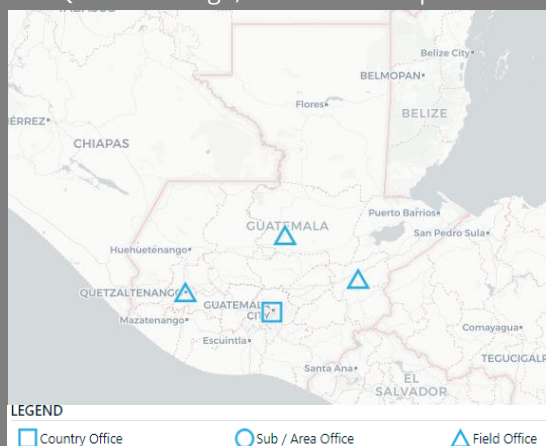 Belize City
BELMOPAN
Flores
BELIZE
CHIAPAS
Puerto Barrios
GUATEMALA
San Pedro Sula
Huehuetenango
QUETZALTENANGO
GUATEMALA
CITY
Mazatenango
Escuintla
Comayagua
Santa Ana
TEGUCIGALP
EL
SALVADOR
LEGEND
Country Office
Sub / Area Office
Field Office